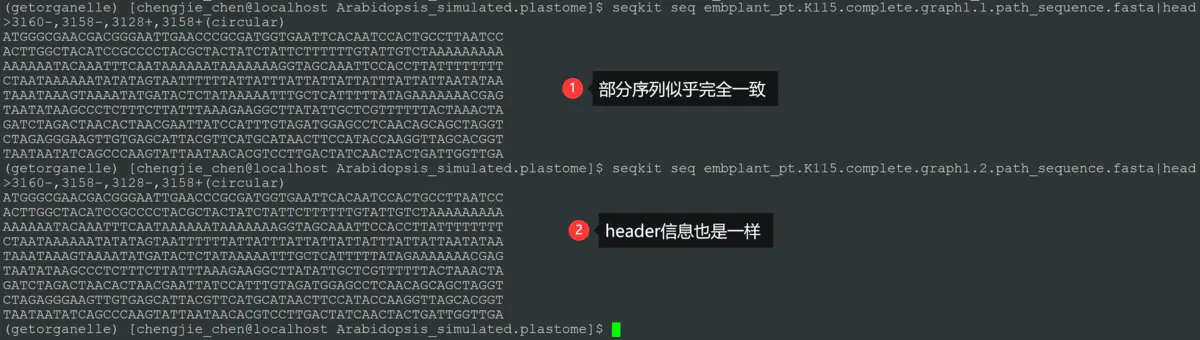 (getorganelle) [chengjie_chen@localhost Arabidopsis_simulated.plastome]$ seqkit seq embplant_pt.K115.complete.graph1.1.path_sequence.fasta|head
>3160-,3158-,3128+,3158+(circular)
ATGGGCGAACGACGGGAATTGAACCCGCGATGGTGAATTCACAATCCACTGCCTTAATCC
ACTTGGCTACATCCGCCCCTACGCTACTATCTATTCTTTTTTGTATTGTCTAAAAAAAAA
AAAAAATACAAATTTCAATAAAAAATAAAAAAAGGTAGCAAATTCCACCTTATTTTTTTT
CTAATAAAAAATATATAGTAATTTTTTATTATTTATTATTATTATTTATTATTAATATAA
TAAATAAAGTAAAATATGATACTCTATAAAAATTTGCTCATTTTTATAGAAAAAAACGAG
TAATATAAGCCCTCTTTCTTATTTAAAGAAGGCTTATATTGCTCGTTTTTTACTAAACTA
GATCTAGACTAACACTAACGAATTATCCATTTGTAGATGGAGCCTCAACAGCAGCTAGGT
CTAGAGGGAAGTTGTGAGCATTACGTTCATGCATAACTTCCATACCAAGGTTAGCACGGT
TAATAATATCAGCCCAAGTATTAATAACACGTCCTTGACTATCAACTACTGATTGGTTGA
1 部分序列似乎完全一致
(getorganelle) [chengjie_chen@localhost Arabidopsis_simulated.plastome]$ seqkit seq embplant_pt.K115.complete.graph1.2.path_sequence.fasta|head
>3160-,3158-,3128-,3158+(circular)
ATGGGCGAACGACGGGAATTGAACCCGCGATGGTGAATTCACAATCCACTGCCTTAATCC
ACTTGGCTACATCCGCCCCTACGCTACTATCTATTCTTTTTTGTATTGTCTAAAAAAAAA
AAAAAATACAAATTTCAATAAAAAATAAAAAAAGGTAGCAAATTCCACCTTATTTTTTTT
CTAATAAAAAATATATAGTAATTTTTTATTATTTATTATTATTATTTATTATTAATATAA
TAAATAAAGTAAAATATGATACTCTATAAAAATTTGCTCATTTTTATAGAAAAAAACGAG
TAATATAAGCCCTCTTTCTTATTTAAAGAAGGCTTATATTGCTCGTTTTTTACTAAACTA
GATCTAGACTAACACTAACGAATTATCCATTTGTAGATGGAGCCTCAACAGCAGCTAGGT
CTAGAGGGAAGTTGTGAGCATTACGTTCATGCATAACTTCCATACCAAGGTTAGCACGGT
TAATAATATCAGCCCAAGTATTAATAACACGTCCTTGACTATCAACTACTGATTGGTTGA
2 header信息也是一样
(getorganelle) [chengjie_chen@localhost Arabidopsis_simulated.plastome]$